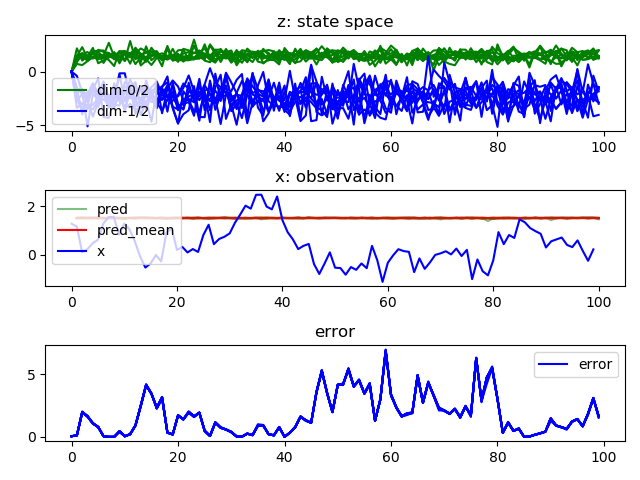 z: state space
0
−5
dim-0/2
dim-1/2
0 20 40 60 80 100
x: observation
2
0
pred
pred_mean
x
0 20 40 60 80 100
error
5
0
error
0 20 40 60 80 100